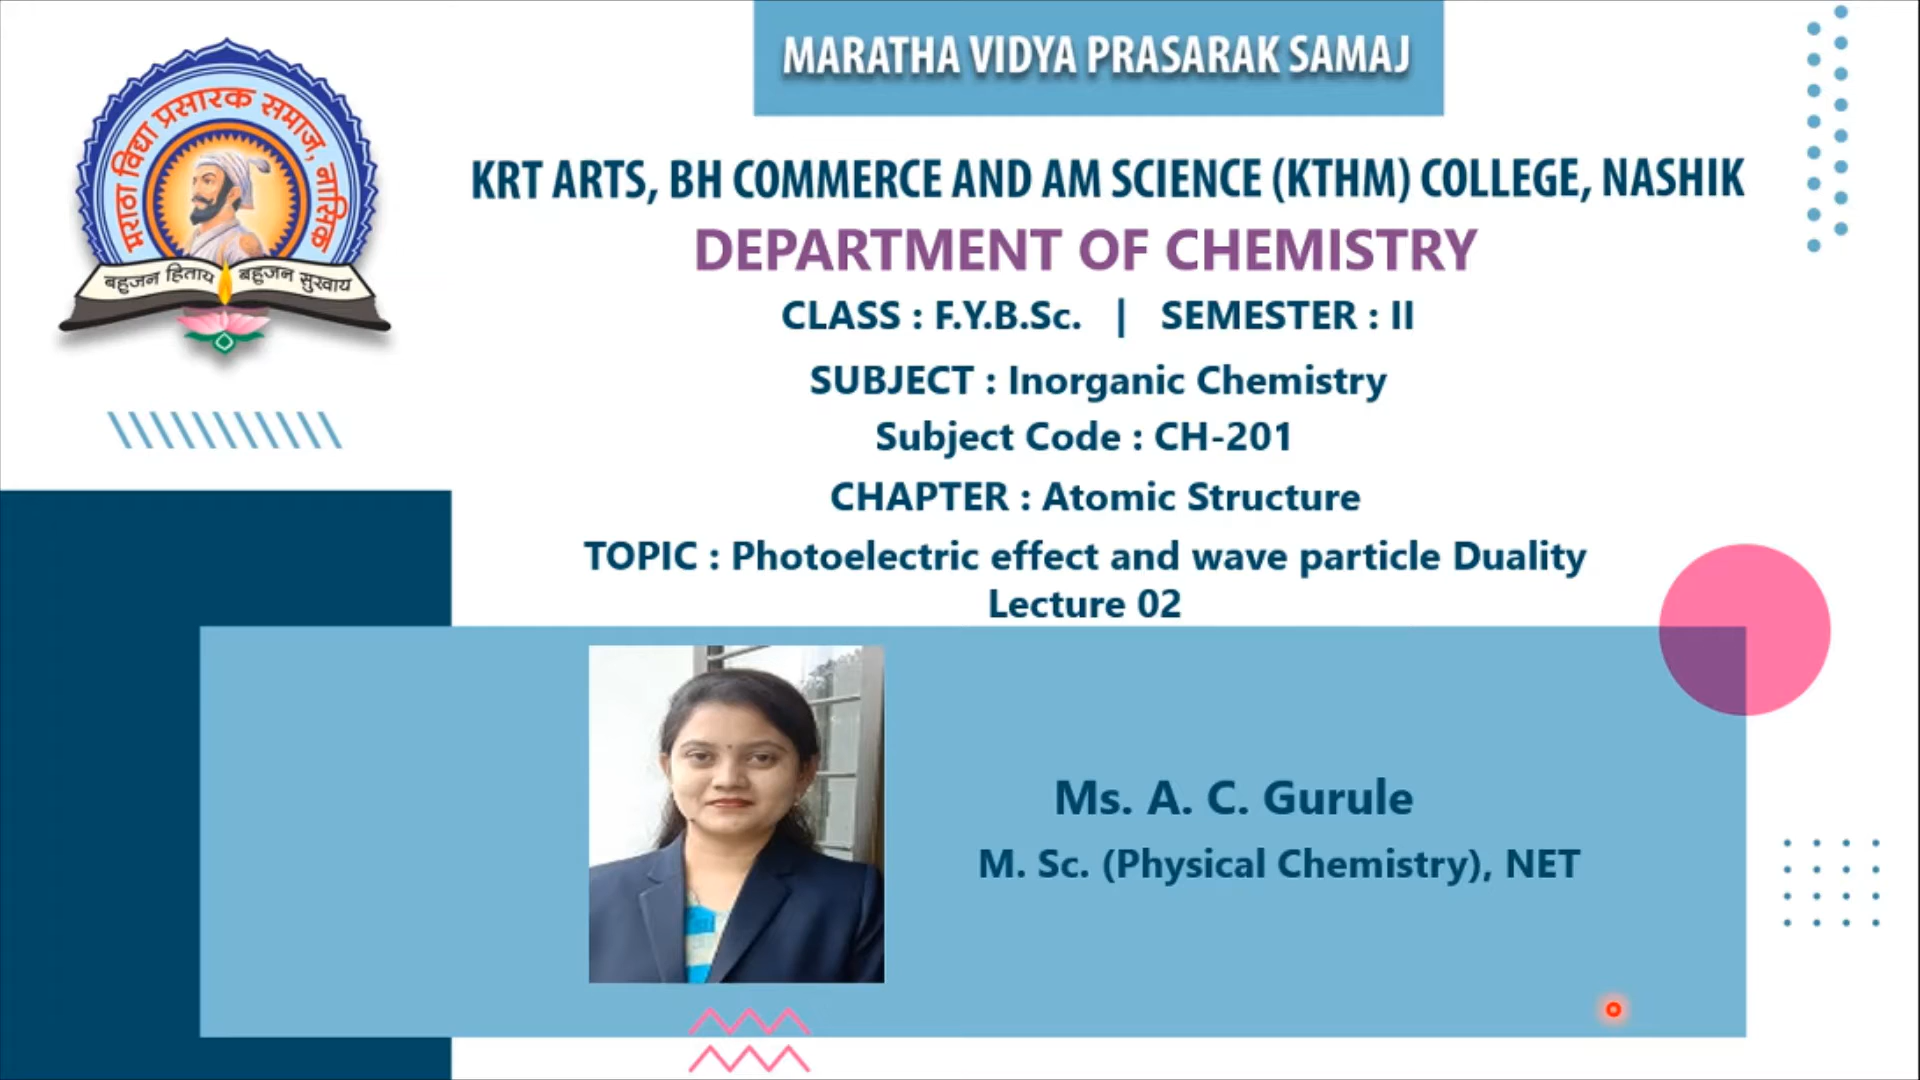 मराठा विद्या प्रसारक समाज, नासिक
बहुजन हिताय बहुजन सुखाय
MARATHA VIDYA PRASARAK SAMAJ
KRT ARTS, BH COMMERCE AND AM SCIENCE (KTHM) COLLEGE, NASHIK
DEPARTMENT OF CHEMISTRY
CLASS : F.Y.B.Sc. | SEMESTER : II
SUBJECT : Inorganic Chemistry
Subject Code : CH-201
CHAPTER : Atomic Structure
TOPIC : Photoelectric effect and wave particle Duality
Lecture 02
Ms. A. C. Gurule
M. Sc. (Physical Chemistry), NET